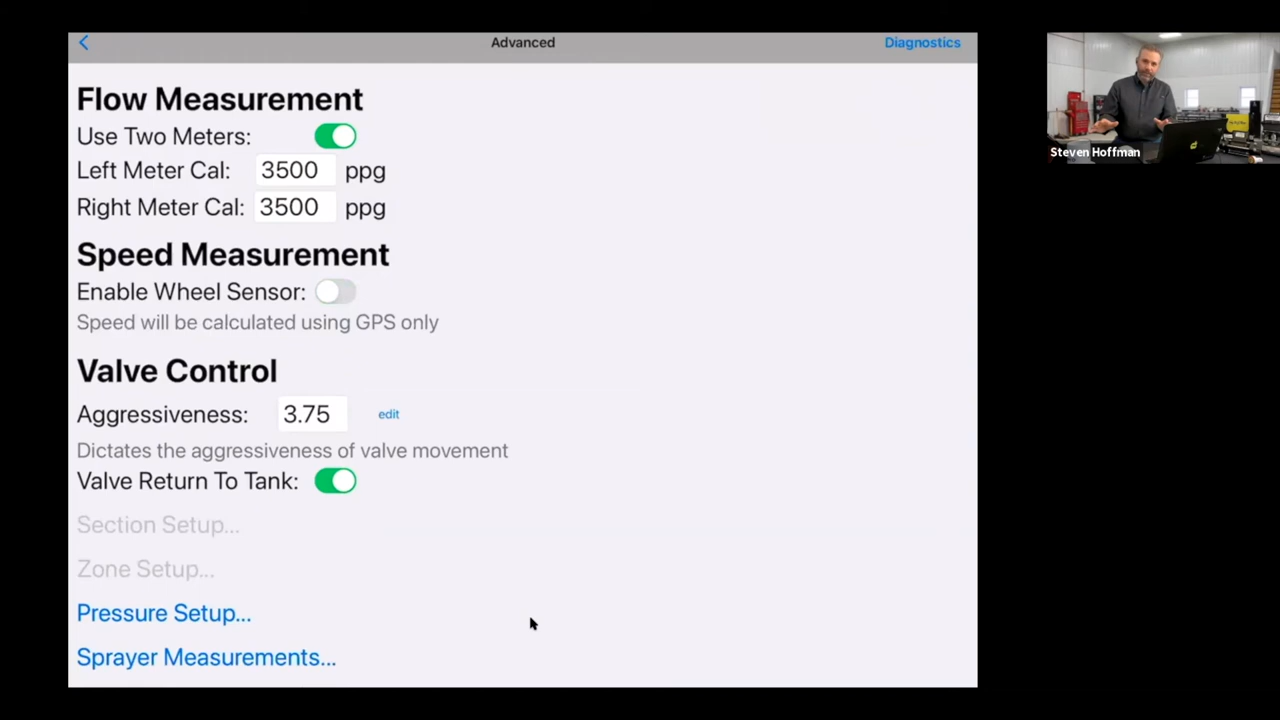 Advanced
Diagnostics
Flow Measurement
Use Two Meters:
Left Meter Cal: 3500 ppg
Right Meter Cal: 3500 ppg
Speed Measurement
Enable Wheel Sensor:
Speed will be calculated using GPS only
Valve Control
Aggressiveness: 3.75 edit
Dictates the aggressiveness of valve movement
Valve Return To Tank:
Section Setup...
Zone Setup...
Pressure Setup...
Sprayer Measurements...
Steven Hoffman